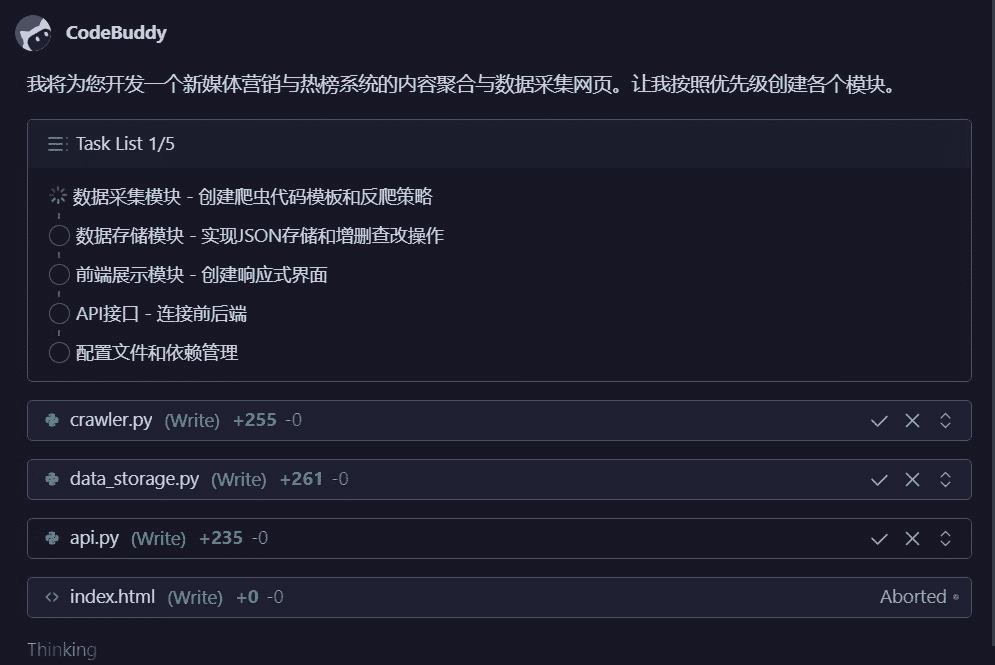 CodeBuddy
我将为您开发一个新媒体营销与热榜系统的内容聚合与数据采集网页。让我按照优先级创建各个模块。
Task List 1/5
数据采集模块 - 创建爬虫代码模板和反爬策略
数据存储模块 - 实现JSON存储和增删查改操作
前端展示模块 - 创建响应式界面
API接口 - 连接前后端
配置文件和依赖管理
crawler.py (Write) +255 -0
data_storage.py (Write) +261 -0
api.py (Write) +235 -0
index.html (Write) +0 -0 Aborted
Thinking